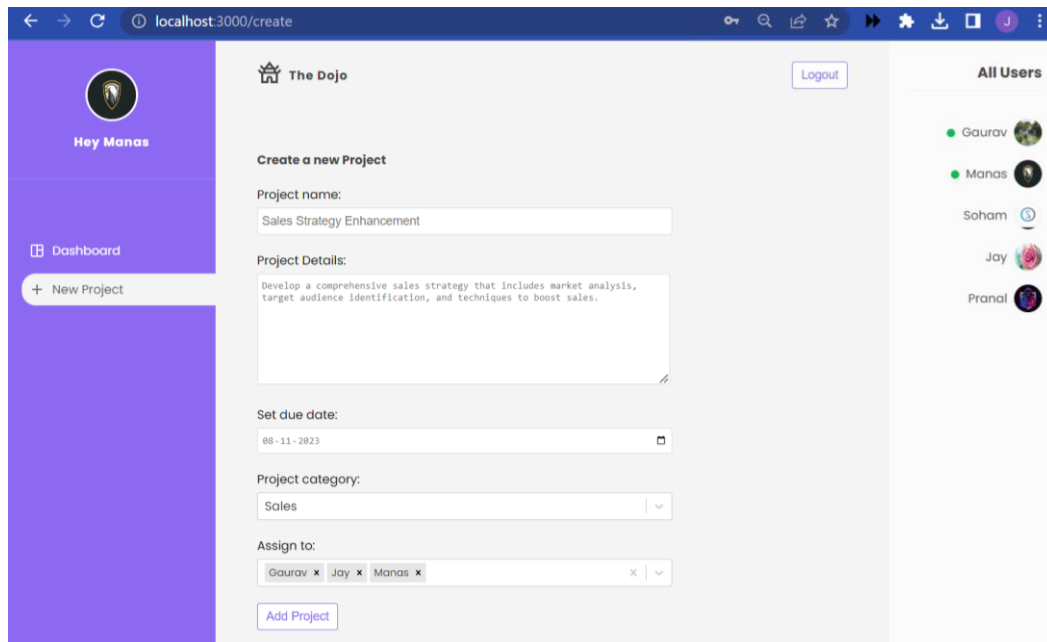 localhost:3000/create
J
Hey Manas
Dashboard
+ New Project
The Dojo
Logout
Create a new Project
Project name:
Sales Strategy Enhancement
Project Details:
Develop a comprehensive sales strategy that includes market analysis,
target audience identification, and techniques to boost sales.
Set due date:
08-11-2023
Project category:
Sales
Assign to:
Gaurav × Jay × Manas ×
Add Project
All Users
Gaurav
Manas
Soham
Jay
Pranal